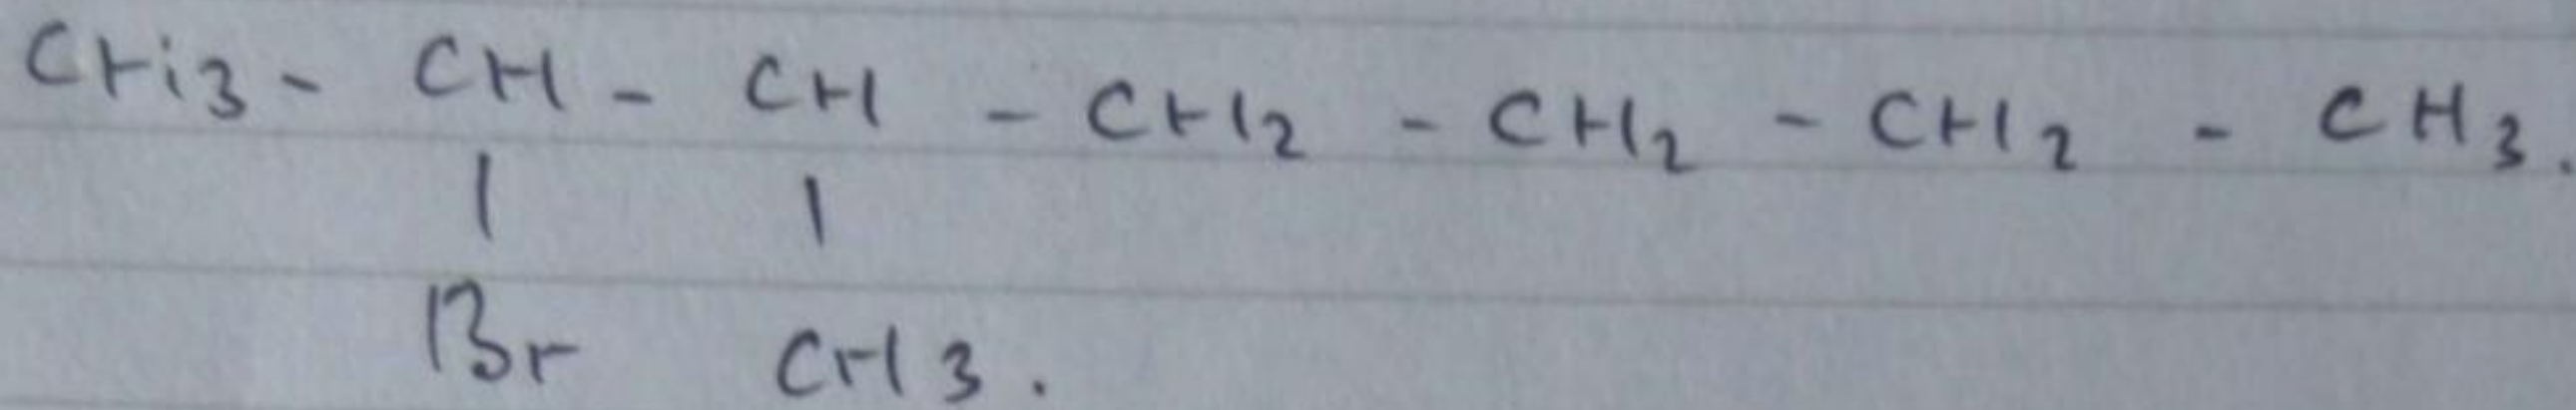 CH3 - CH - CH - CH2 - CH2 - CH2 - CH3.
| |
Br CH3.